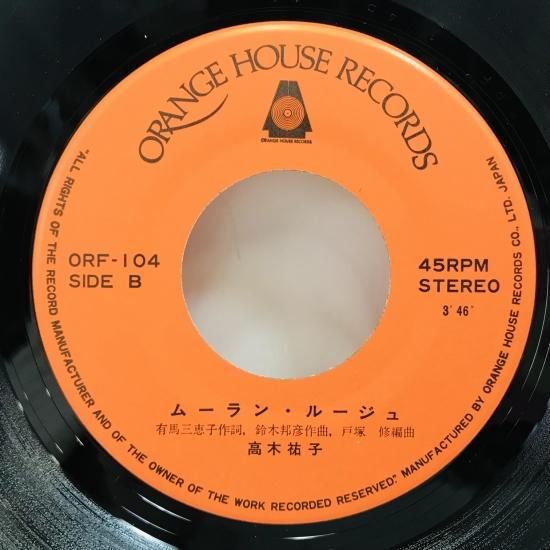 ORANGE HOUSE RECORDS
ORANGE HOUSE RECORDS
ORF-104
SIDE B
45RPM
STEREO
3′46″
ムーラン・ルージュ
有馬三恵子作詞, 鈴木邦彦作曲, 戸塚 修編曲
高木祐子
"ALL RIGHTS OF THE RECORD MANUFACTURER AND OF THE OWNER OF THE WORK RECORDED RESERVED." MANUFACTURED BY ORANGE HOUSE RECORDS CO., LTD. JAPAN